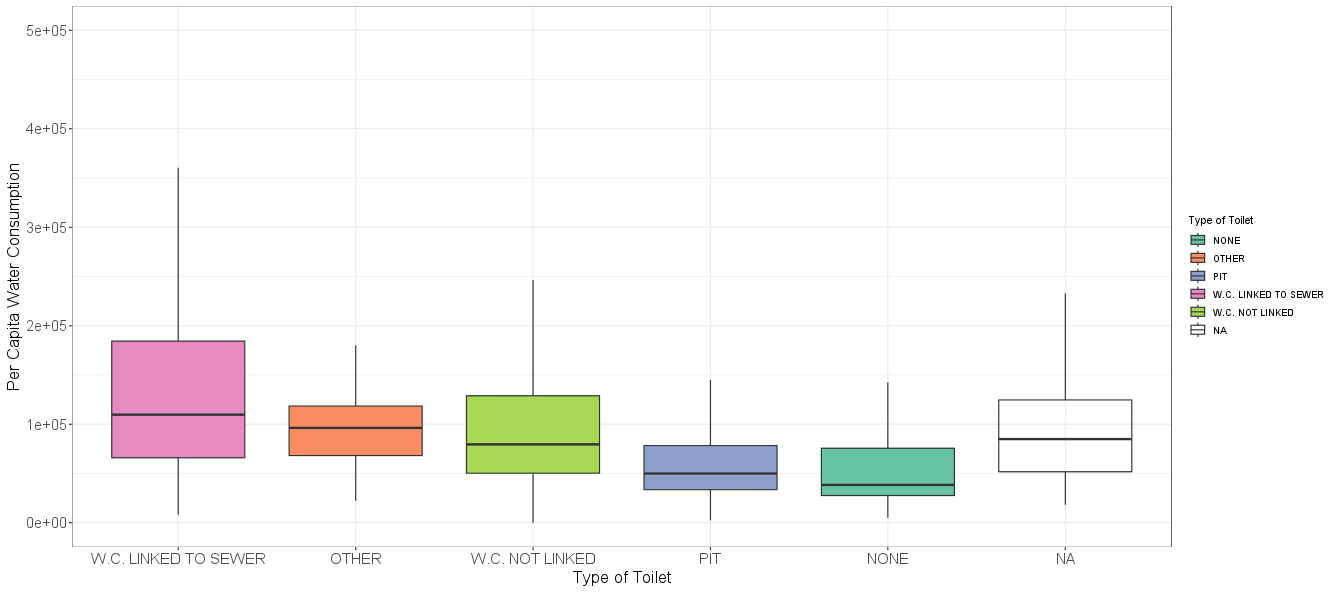 5e+05
4e+05
3e+05
2e+05
1e+05
0e+00
Per Capita Water Consumption
W.C. LINKED TO SEWER
OTHER
W.C. NOT LINKED
PIT
NONE
NA
Type of Toilet
Type of Toilet
NONE
OTHER
PIT
W.C. LINKED TO SEWER
W.C. NOT LINKED
NA